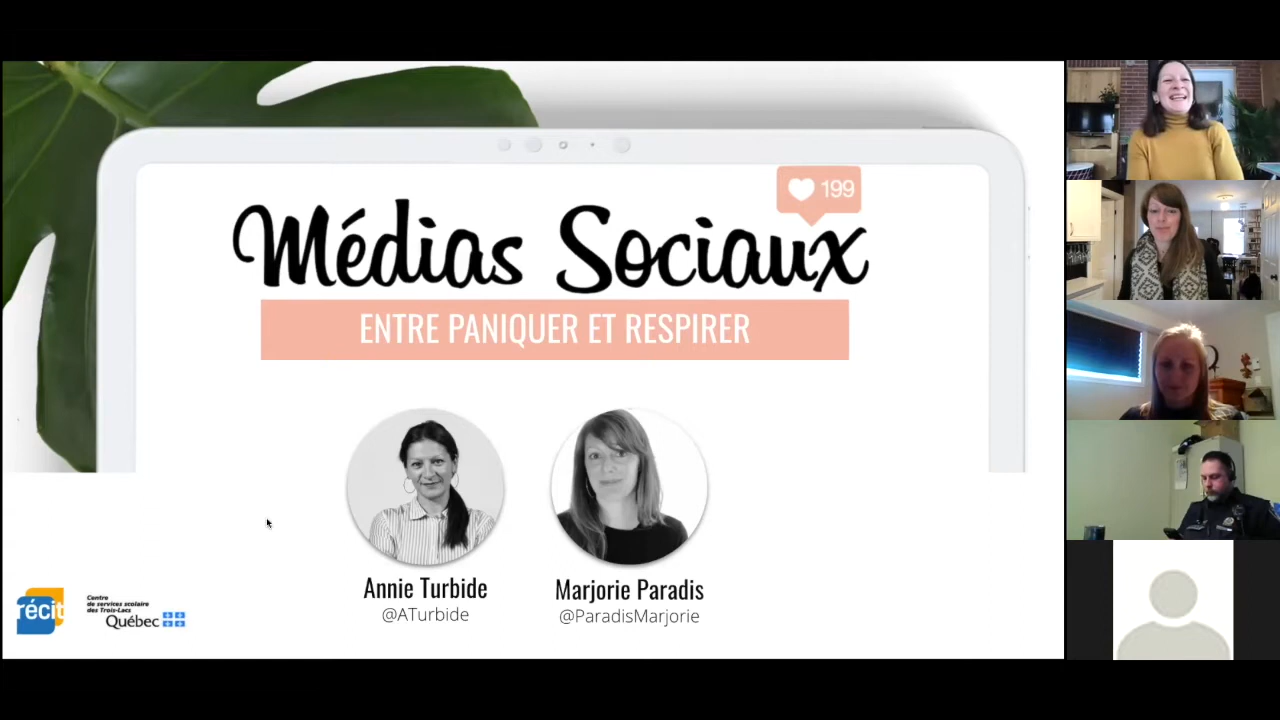 199
Médias Sociaux
ENTRE PANIQUER ET RESPIRER
Annie Turbide
@ATurbide
Marjorie Paradis
@ParadisMarjorie
récit
Centre
de services scolaire
des Trois-Lacs
Québec